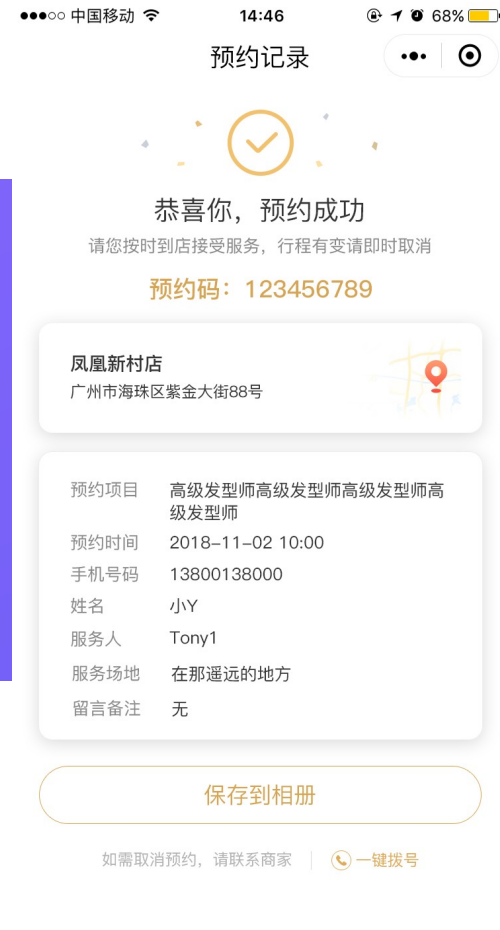 中国移动 14:46 68%
预约记录
恭喜你，预约成功
请您按时到店接受服务，行程有变请即时取消
预约码：123456789
凤凰新村店
广州市海珠区紫金大街88号
预约项目 高级发型师高级发型师高级发型师高
级发型师
预约时间 2018-11-02 10:00
手机号码 13800138000
姓名 小Y
服务人 Tony1
服务场地 在那遥远的地方
留言备注 无
保存到相册
如需取消预约，请联系商家 一键拨号